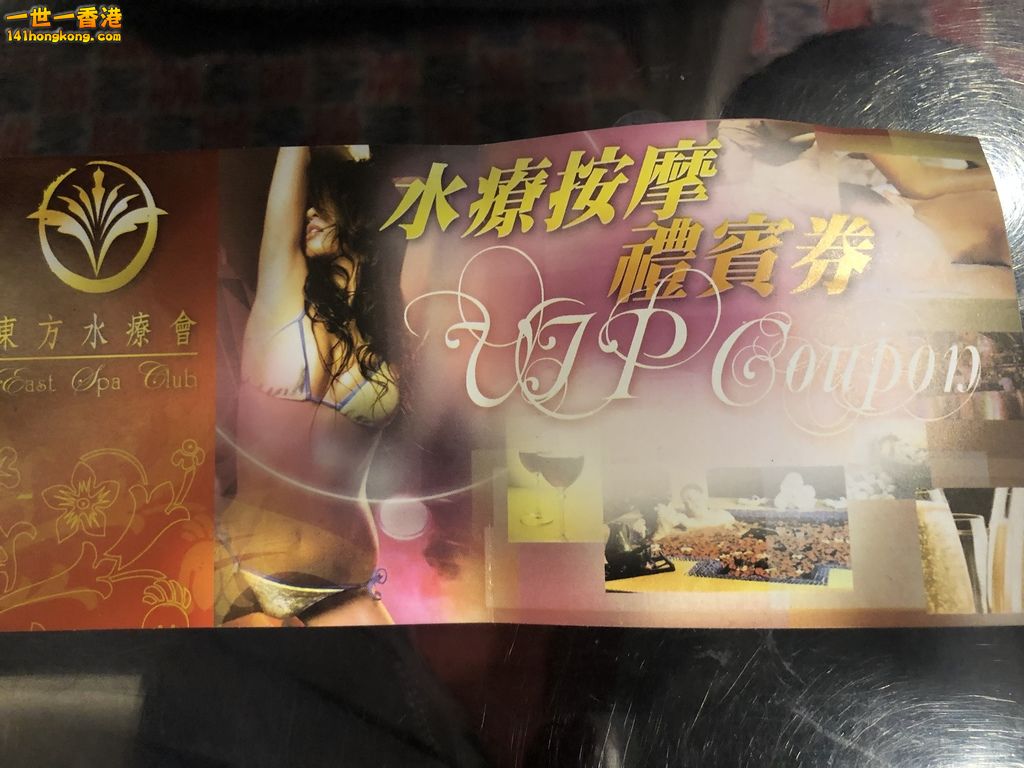 一世一香港
141hongkong.com
水療按摩
禮賓券
VIP Coupon
東方水療會
East Spa Club